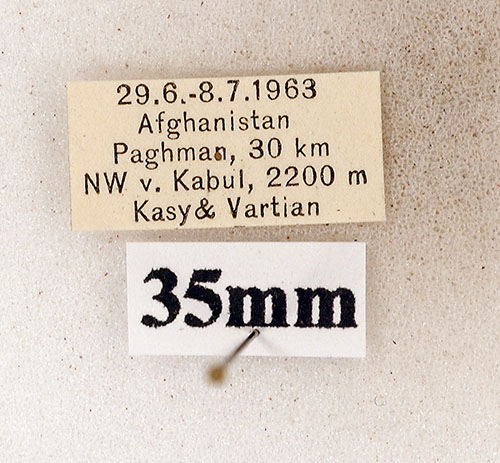 29.6.-8.7.1963
Afghanistan
Paghman, 30 km
NW v. Kabul, 2200 m
Kasy& Vartian
35mm